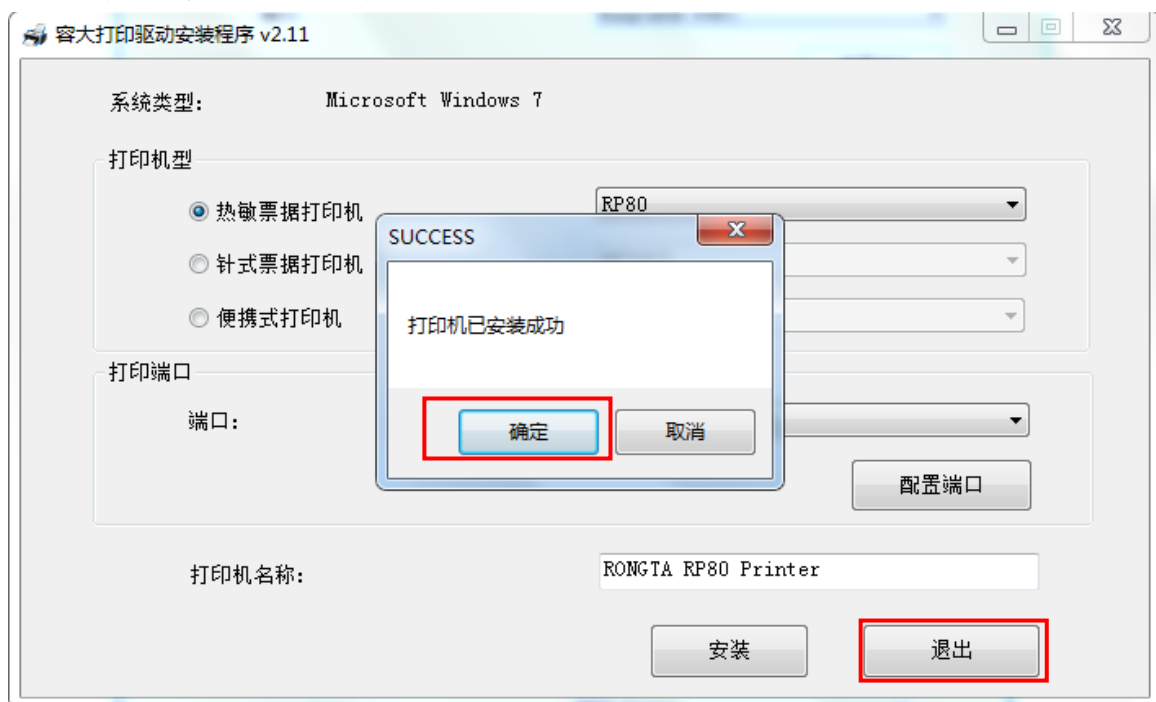 容大打印驱动安装程序 v2.11
系统类型: Microsoft Windows 7
打印机型
热敏票据打印机 RP80
SUCCESS
针式票据打印机
便携式打印机
打印机已安装成功
打印端口
端口:
确定 取消
配置端口
打印机名称: RONGTA RP80 Printer
安装 退出